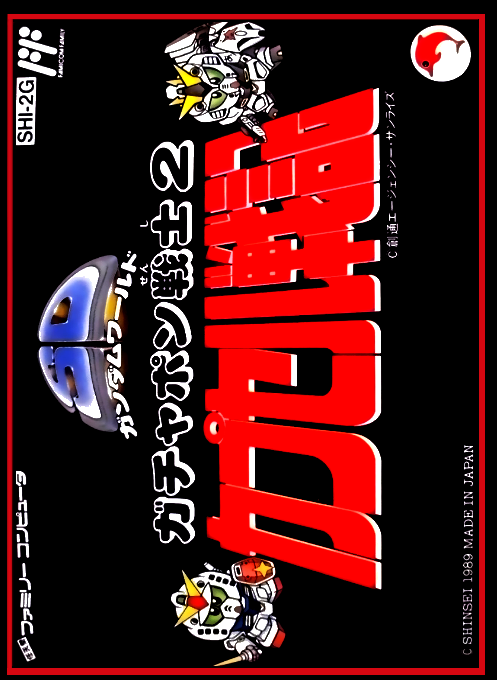 ファミリー コンピュータ
FAMICOM FAMILY
SHI-2G
SD
ガンダムワールド
ガチャポン戦士2
せん し
カプセル戦記
©創通エージェンシー・サンライズ
© SHINSEI 1989 MADE IN JAPAN